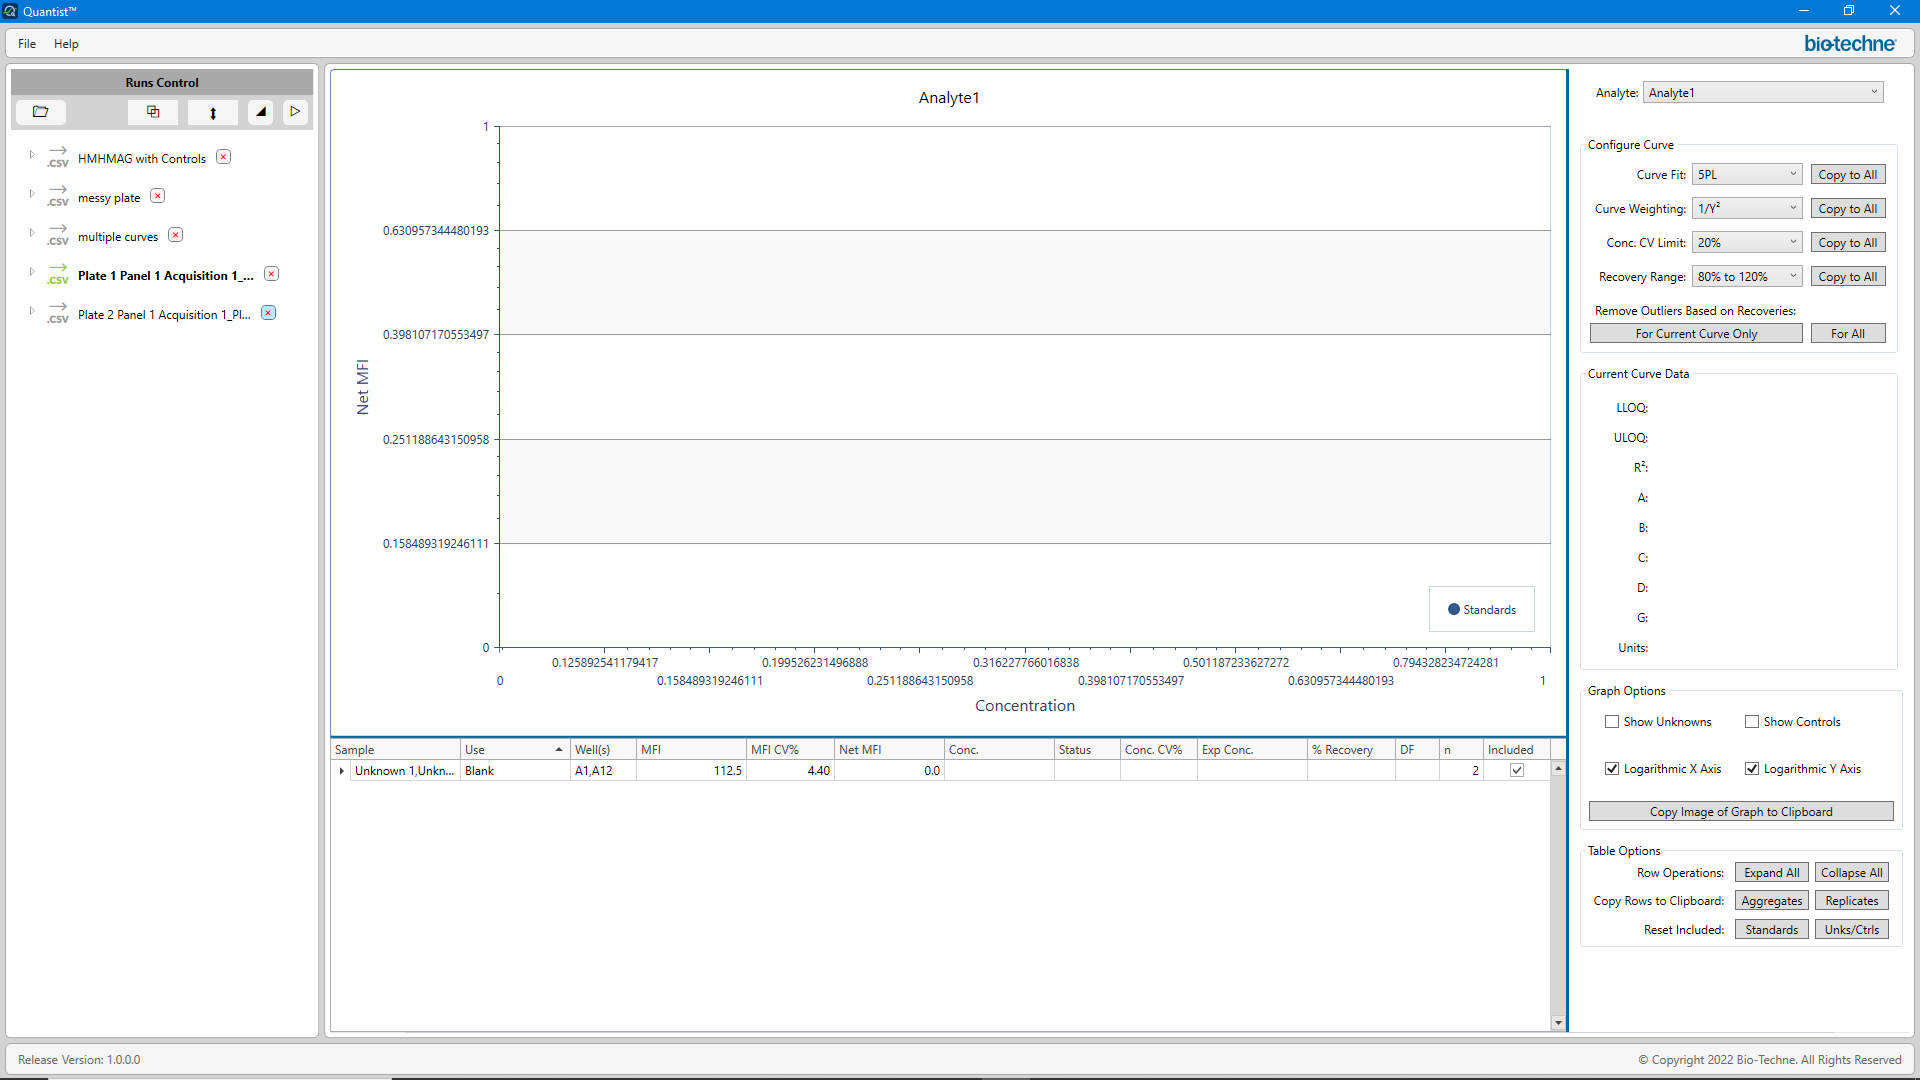 Quantist™
File Help
bio-techne
Runs Control
HMHMAG with Controls
messy plate
multiple curves
Plate 1 Panel 1 Acquisition 1_...
Plate 2 Panel 1 Acquisition 1_Pl...
.CSV
.CSV
.CSV
.CSV
.CSV
Analyte1
Net MFI
1
0.630957344480193
0.398107170553497
0.251188643150958
0.158489319246111
0
Standards
0.125892541179417 0.199526231496888 0.316227766016838 0.501187233627272 0.794328234724281
0 0.158489319246111 0.251188643150958 0.398107170553497 0.630957344480193 1
Concentration
Sample Use Well(s) MFI MFI CV% Net MFI Conc. Status Conc. CV% Exp Conc. % Recovery DF n Included
Unknown 1,Unkn... Blank A1,A12 112.5 4.40 0.0 2
Analyte: Analyte1
Configure Curve
Curve Fit: 5PL Copy to All
Curve Weighting: 1/Y² Copy to All
Conc. CV Limit: 20% Copy to All
Recovery Range: 80% to 120% Copy to All
Remove Outliers Based on Recoveries:
For Current Curve Only For All
Current Curve Data
LLOQ:
ULOQ:
R²:
A:
B:
C:
D:
G:
Units:
Graph Options
Show Unknowns Show Controls
Logarithmic X Axis Logarithmic Y Axis
Copy Image of Graph to Clipboard
Table Options
Row Operations: Expand All Collapse All
Copy Rows to Clipboard: Aggregates Replicates
Reset Included: Standards Unks/Ctrls
Release Version: 1.0.0.0
© Copyright 2022 Bio-Techne. All Rights Reserved